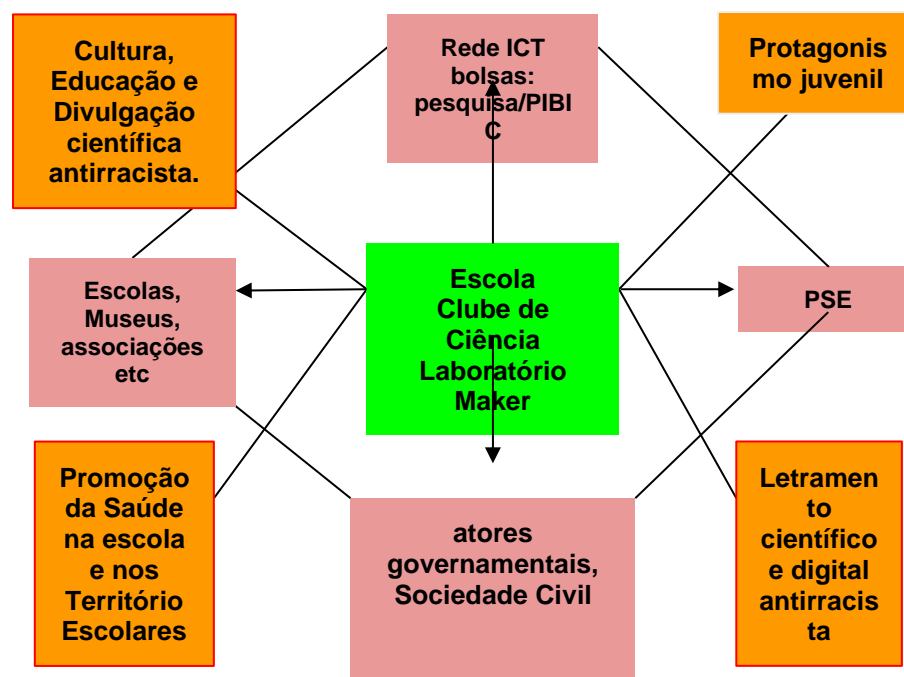 Cultura,
Educação e
Divulgação
científica
antirracista.
Rede ICT
bolsas:
pesquisa/PIBI
C
Protagonis
mo juvenil
Escolas,
Museus,
associações
etc
Escola
Clube de
Ciência
Laboratório
Maker
PSE
Promoção
da Saúde
na escola
e nos
Território
Escolares
atores
governamentais,
Sociedade Civil
Letramen
to
científico
e digital
antirracis
ta